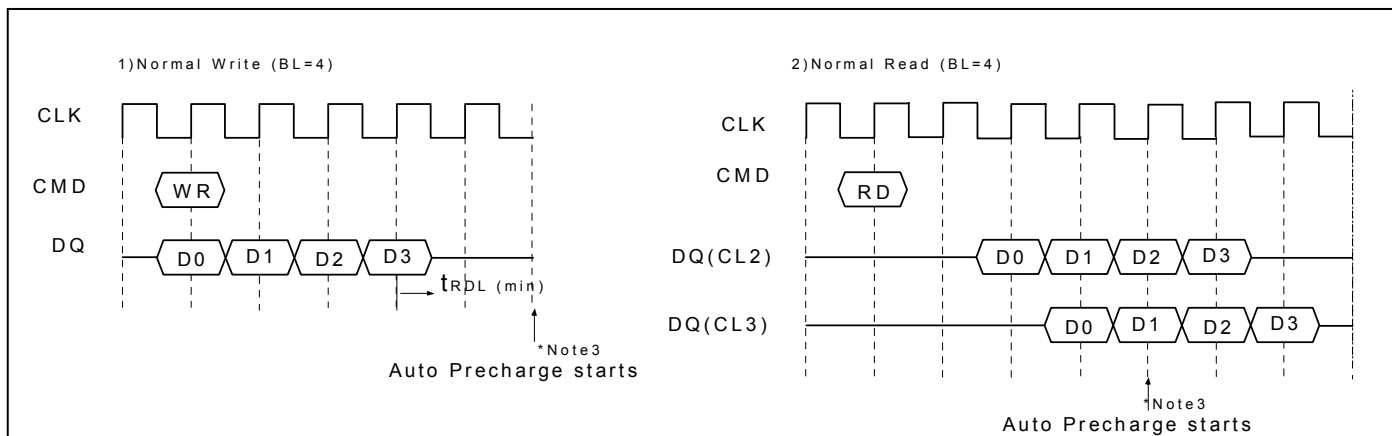 1)Normal Write (BL=4)
CLK
CMD
WR
DQ
D0 D1 D2 D3
tRDL (min)
*Note3
Auto Precharge starts
2)Normal Read (BL=4)
CLK
CMD
RD
DQ(CL2)
D0 D1 D2 D3
DQ(CL3)
D0 D1 D2 D3
*Note3
Auto Precharge starts